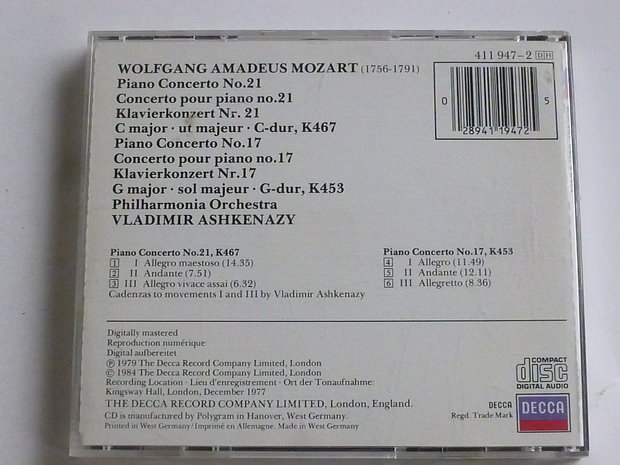 411 947-2 DH
WOLFGANG AMADEUS MOZART (1756-1791)
Piano Concerto No.21
Concerto pour piano no.21
Klavierkonzert Nr. 21
C major · ut majeur · C-dur, K467
Piano Concerto No.17
Concerto pour piano no.17
Klavierkonzert Nr.17
G major · sol majeur · G-dur, K453
Philharmonia Orchestra
VLADIMIR ASHKENAZY
0 28941 19472 5
Piano Concerto No.21, K467
1 I Allegro maestoso (14.35)
2 II Andante (7.51)
3 III Allegro vivace assai (6.32)
Cadenzas to movements I and III by Vladimir Ashkenazy
Piano Concerto No.17, K453
4 I Allegro (11.49)
5 II Andante (12.11)
6 III Allegretto (8.36)
Digitally mastered
Reproduction numérique
Digital aufbereitet
℗ 1979 The Decca Record Company Limited, London
© 1984 The Decca Record Company Limited, London
Recording Location · Lieu d'enregistrement · Ort der Tonaufnahme:
Kingsway Hall, London, December 1977
THE DECCA RECORD COMPANY LIMITED, London, England.
CD is manufactured by Polygram in Hanover, West Germany.
Printed in West Germany / Imprimé en Allemagne. Made in West Germany
COMPACT
disc
DIGITAL AUDIO
DECCA
Regd. Trade Mark
DECCA